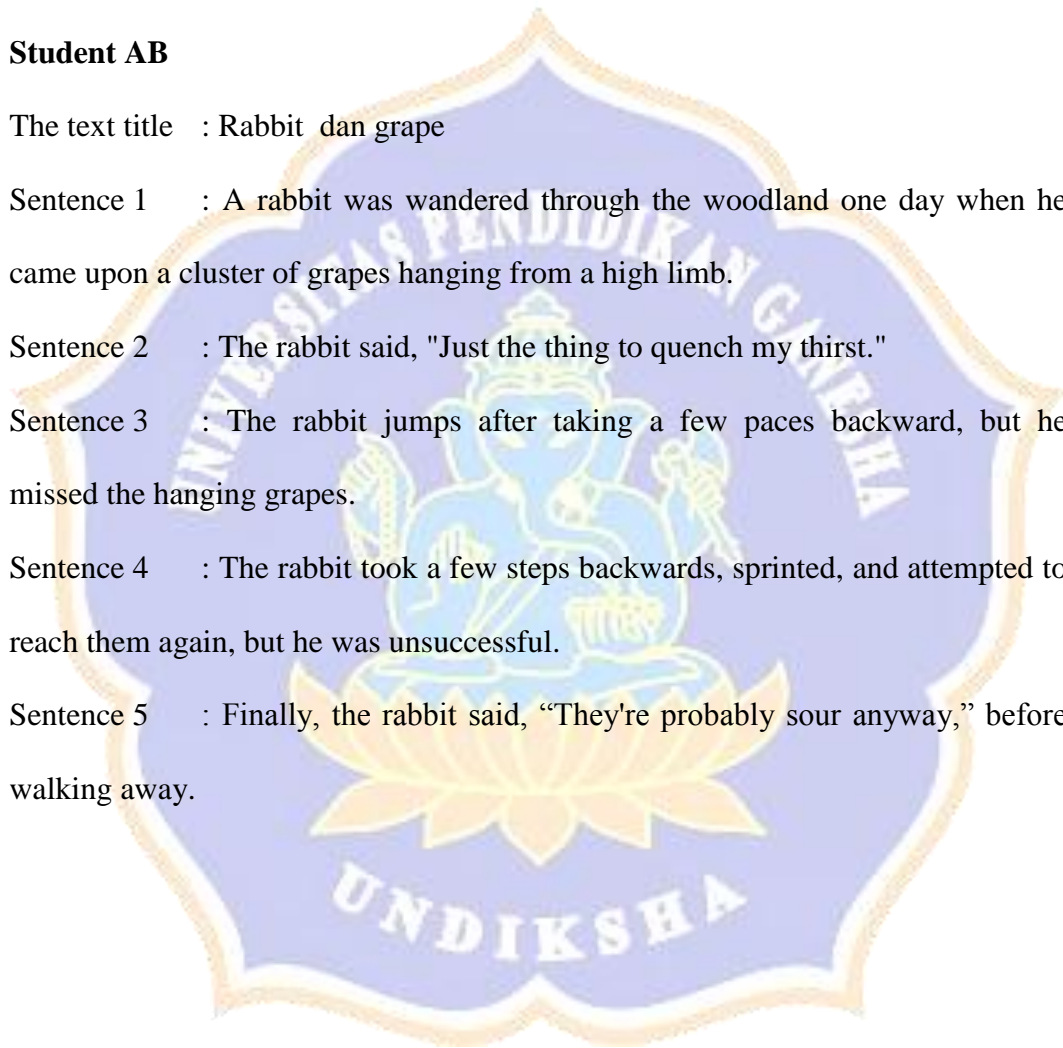 Student AB
The text title : Rabbit dan grape
Sentence 1 : A rabbit was wandered through the woodland one day when he
came upon a cluster of grapes hanging from a high limb.
Sentence 2 : The rabbit said, "Just the thing to quench my thirst."
Sentence 3 : The rabbit jumps after taking a few paces backward, but he
missed the hanging grapes.
Sentence 4 : The rabbit took a few steps backwards, sprinted, and attempted to
reach them again, but he was unsuccessful.
Sentence 5 : Finally, the rabbit said, “They're probably sour anyway,” before
walking away.
UNIVERSITAS PENDIDIKAN GANESHA
UNDIKSHA